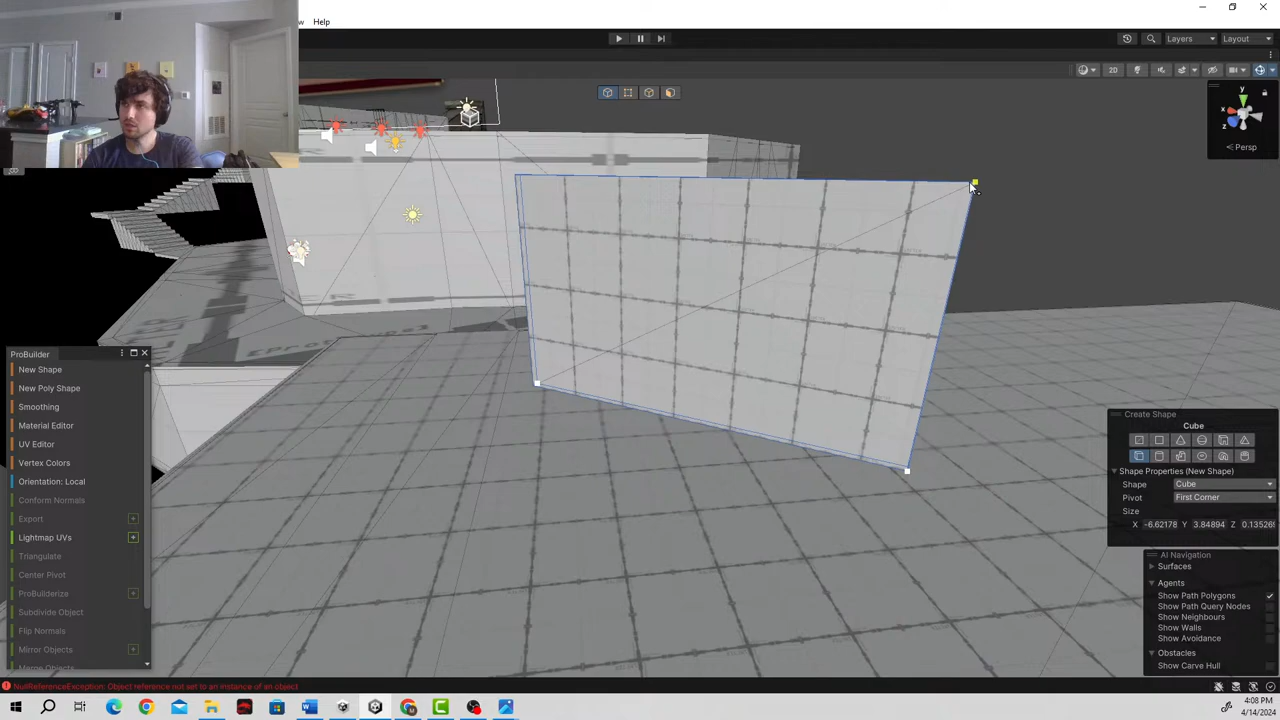 Help
Layers
Layout
2D
y
x
z
Persp
ProBuilder
New Shape
New Poly Shape
Smoothing
Material Editor
UV Editor
Vertex Colors
Orientation: Local
Conform Normals
Export
Lightmap UVs
Triangulate
Center Pivot
ProBuilderize
Subdivide Object
Flip Normals
Mirror Objects
Merge Objects
Create Shape
Cube
Shape Properties (New Shape)
Shape Cube
Pivot First Corner
Size
X -6.62178 Y 3.84894 Z 0.135269
AI Navigation
Surfaces
Agents
Show Path Polygons
Show Path Query Nodes
Show Neighbours
Show Walls
Show Avoidance
Obstacles
Show Carve Hull
NullReferenceException: Object reference not set to an instance of an object
4:08 PM
4/14/2024